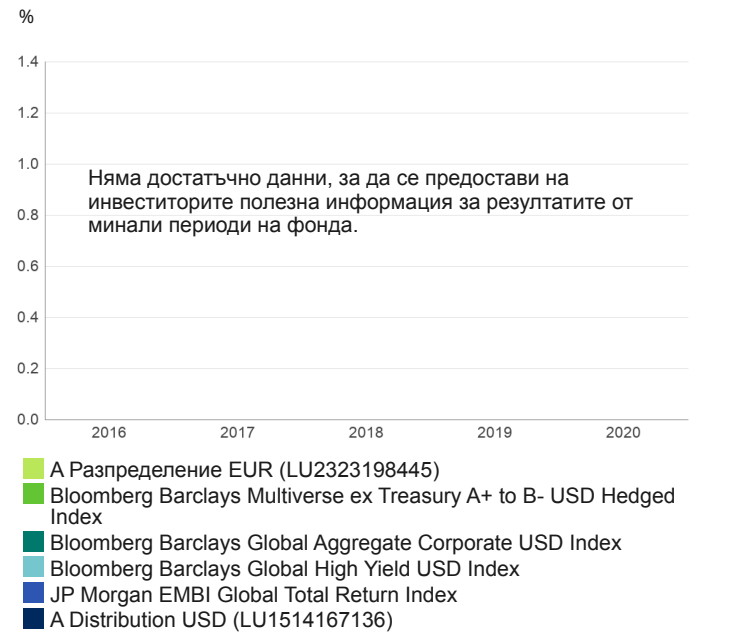 %
1.4
1.2
1.0
Няма достатъчно данни, за да се предостави на
инвеститорите полезна информация за резултатите от
0.8
минали периоди на фонда.
0.6
0.4
0.2
0.0
2016 2017 2018 2019 2020
А Разпределение EUR (LU2323198445)
Bloomberg Barclays Multiverse ex Treasury A+ to B- USD Hedged
Index
Bloomberg Barclays Global Aggregate Corporate USD Index
Bloomberg Barclays Global High Yield USD Index
JP Morgan EMBI Global Total Return Index
A Distribution USD (LU1514167136)